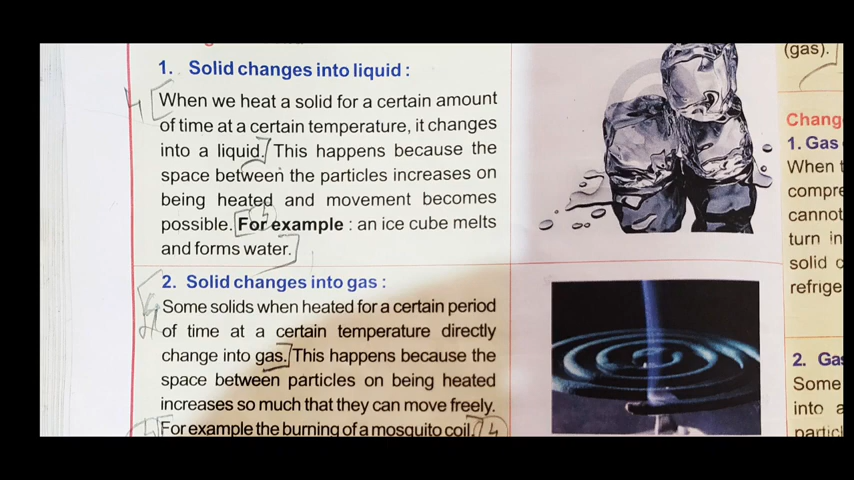 1. Solid changes into liquid :
When we heat a solid for a certain amount
of time at a certain temperature, it changes
into a liquid. This happens because the
space between the particles increases on
being heated and movement becomes
possible. For example : an ice cube melts
and forms water.
2. Solid changes into gas :
Some solids when heated for a certain period
of time at a certain temperature directly
change into gas. This happens because the
space between particles on being heated
increases so much that they can move freely.
For example the burning of a mosquito coil.
(gas).
Chang
1. Gas
When t
compre
cannot
turn in
solid c
refrige
2. Ga
Some
into a
particl